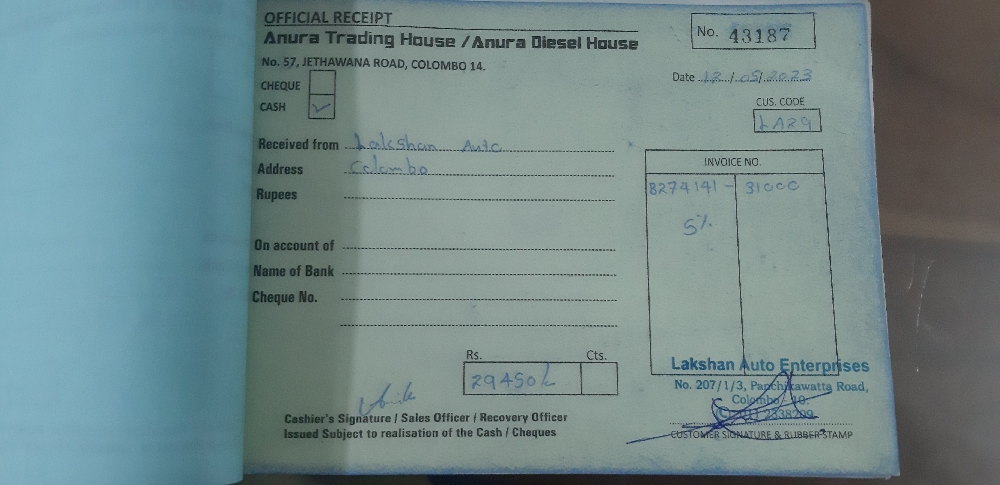 OFFICIAL RECEIPT
Anura Trading House / Anura Diesel House
No. 57, JETHAWANA ROAD, COLOMBO 14.
No. 43187
Date 12/05/2023
CHEQUE
CASH ✓
CUS. CODE
LA29
Received from Lakshan Auto
Address Colombo
Rupees
On account of
Name of Bank
Cheque No.
INVOICE NO.
8274141 - 31000
5%
Rs. Cts.
29450/-
Cashier's Signature / Sales Officer / Recovery Officer
Issued Subject to realisation of the Cash / Cheques
Lakshan Auto Enterprises
No. 207/1/3, Panchikawatta Road,
Colombo - 10.
2338209
CUSTOMER SIGNATURE & RUBBER STAMP